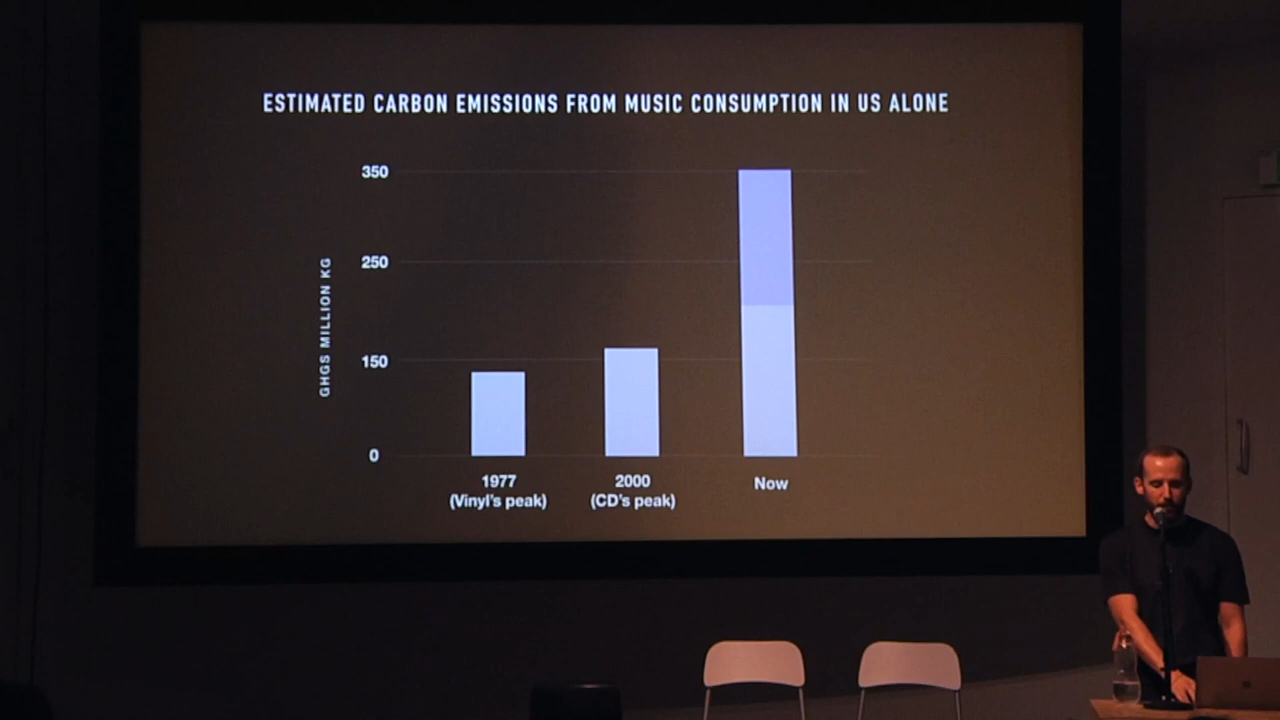 ESTIMATED CARBON EMISSIONS FROM MUSIC CONSUMPTION IN US ALONE
GHGS MILLION KG
350
250
150
0
1977
(Vinyl's peak)
2000
(CD's peak)
Now